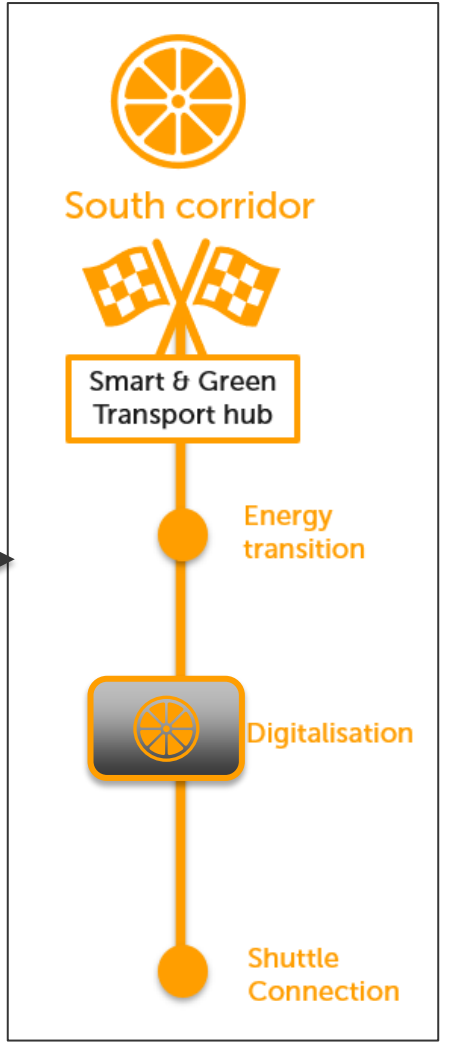 South corridor
Smart & Green
Transport hub
Energy
transition
Digitalisation
Shuttle
Connection